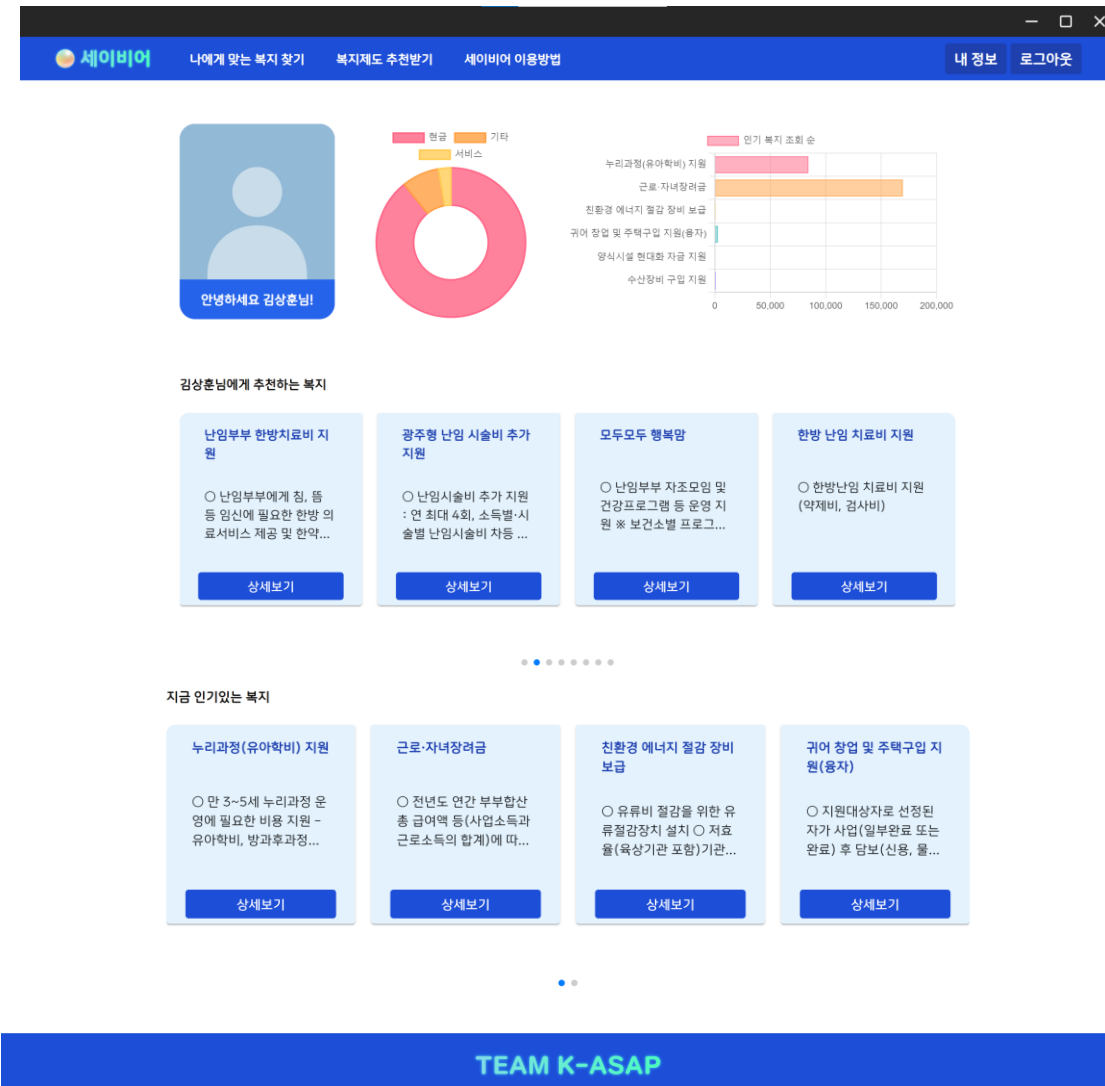 세이비어 나에게 맞는 복지 찾기 복지제도 추천받기 세이비어 이용방법 내 정보 로그아웃
안녕하세요 김상훈님!
현금 기타
서비스
인기 복지 조회 순
누리과정(유아학비) 지원
근로·자녀장려금
친환경 에너지 절감 장비 보급
귀어 창업 및 주택구입 지원(융자)
양식시설 현대화 자금 지원
수산장비 구입 지원
0 50,000 100,000 150,000 200,000
김상훈님에게 추천하는 복지
난임부부 한방치료비 지
원
○ 난임부부에게 침, 뜸
등 임신에 필요한 한방 의
료서비스 제공 및 한약...
상세보기
광주형 난임 시술비 추가
지원
○ 난임시술비 추가 지원
: 연 최대 4회, 소득별·시
술별 난임시술비 차등 ...
상세보기
모두모두 행복맘
○ 난임부부 자조모임 및
건강프로그램 등 운영 지
원 ※ 보건소별 프로그...
상세보기
한방 난임 치료비 지원
○ 한방난임 치료비 지원
(약제비, 검사비)
상세보기
지금 인기있는 복지
누리과정(유아학비) 지원
○ 만 3~5세 누리과정 운
영에 필요한 비용 지원 -
유아학비, 방과후과정...
상세보기
근로·자녀장려금
○ 전년도 연간 부부합산
총 급여액 등(사업소득과
근로소득의 합계)에 따...
상세보기
친환경 에너지 절감 장비
보급
○ 유류비 절감을 위한 유
류절감장치 설치 ○ 저효
율(육상기관 포함)기관...
상세보기
귀어 창업 및 주택구입 지
원(융자)
○ 지원대상자로 선정된
자가 사업(일부완료 또는
완료) 후 담보(신용, 물...
상세보기
TEAM K-ASAP